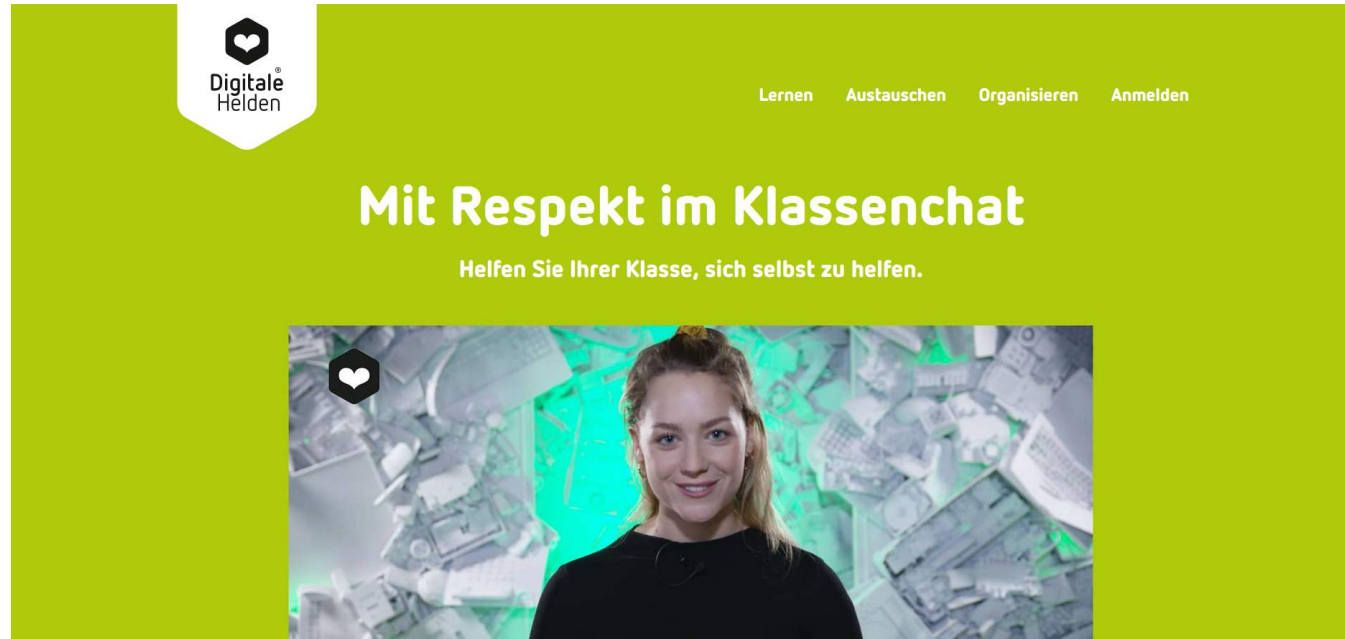 Digitale®
Helden
Lernen Austauschen Organisieren Anmelden
Mit Respekt im Klassenchat
Helfen Sie Ihrer Klasse, sich selbst zu helfen.